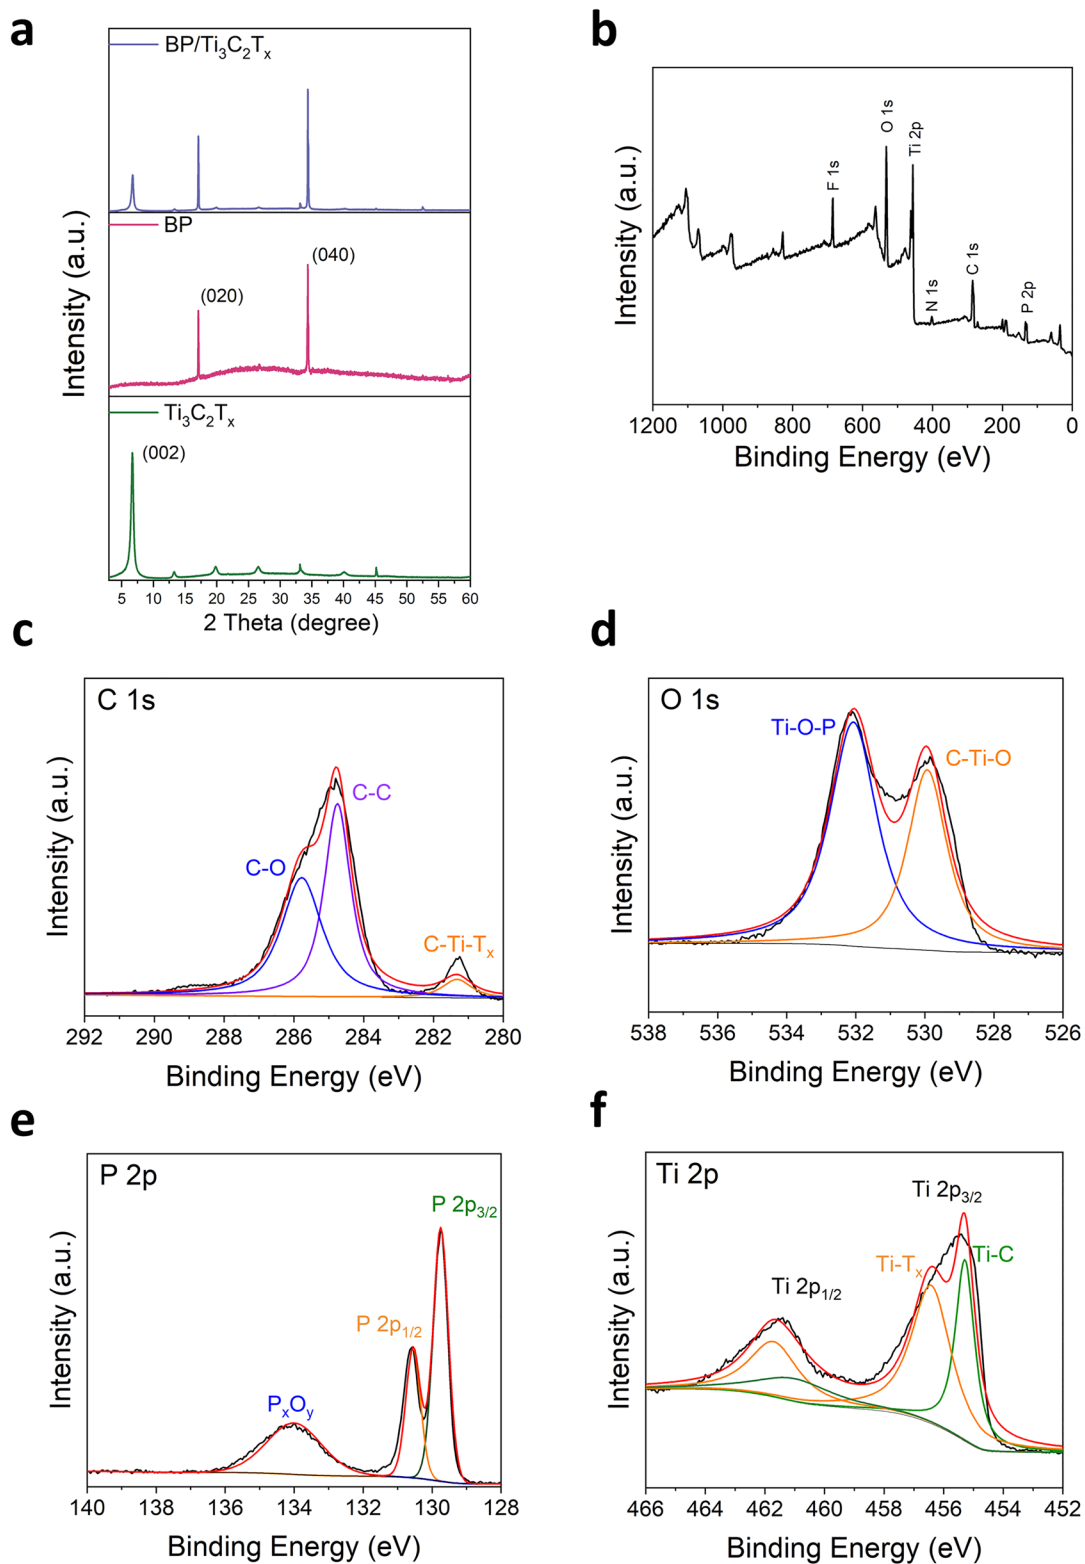 a
BP/Ti₃C₂Tₓ
BP
(020)
(040)
Ti₃C₂Tₓ
(002)
Intensity (a.u.)
5 10 15 20 25 30 35 40 45 50 55 60
2 Theta (degree)
b
F 1s
O 1s
Ti 2p
N 1s
C 1s
P 2p
Intensity (a.u.)
1200 1000 800 600 400 200 0
Binding Energy (eV)
c
C 1s
C-C
C-O
C-Ti-Tₓ
Intensity (a.u.)
292 290 288 286 284 282 280
Binding Energy (eV)
d
O 1s
Ti-O-P
C-Ti-O
Intensity (a.u.)
538 536 534 532 530 528 526
Binding Energy (eV)
e
P 2p
P 2p₃/₂
P 2p₁/₂
PₓOᵧ
Intensity (a.u.)
140 138 136 134 132 130 128
Binding Energy (eV)
f
Ti 2p
Ti 2p₃/₂
Ti-C
Ti-Tₓ
Ti 2p₁/₂
Intensity (a.u.)
466 464 462 460 458 456 454 452
Binding Energy (eV)